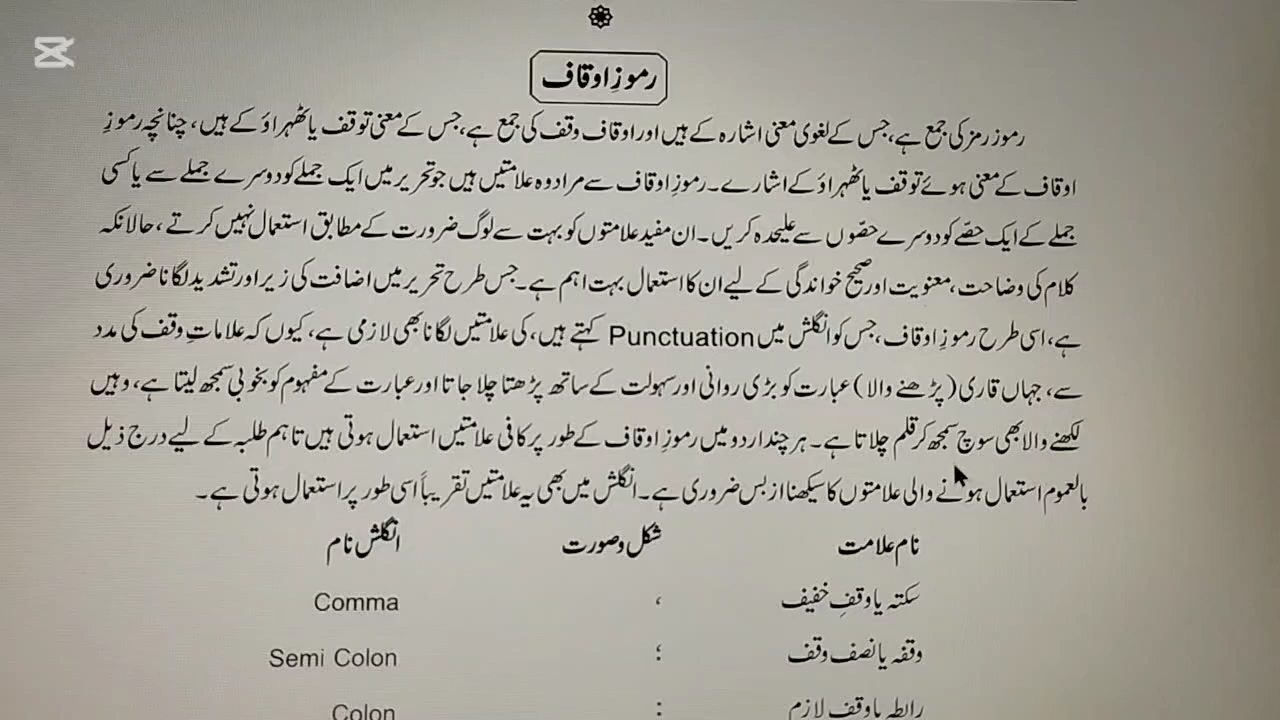 رموزِ اوقاف
رموز رمز کی جمع ہے، جس کے لغوی معنی اشارہ کے ہیں اور اوقاف وقف کی جمع ہے، جس کے معنی توقف یا ٹھہراؤ کے ہیں، چنانچہ رموزِ
اوقاف کے معنی ہوئے توقف یا ٹھہراؤ کے اشارے۔ رموزِ اوقاف سے مراد وہ علامتیں ہیں جو تحریر میں ایک جملے کو دوسرے جملے سے یا کسی
جملے کے ایک حصّے کو دوسرے حصّوں سے علیحدہ کریں۔ ان مفید علامتوں کو بہت سے لوگ ضرورت کے مطابق استعمال نہیں کرتے، حالانکہ
کلام کی وضاحت، معنویت اور صحیح خواندگی کے لیے ان کا استعمال بہت اہم ہے۔ جس طرح تحریر میں اضافت کی زیر اور تشدید لگانا ضروری
ہے، اسی طرح رموزِ اوقاف، جس کو انگلش میں Punctuation کہتے ہیں، کی علامتیں لگانا بھی لازمی ہے، کیوں کہ علاماتِ وقف کی مدد
سے، جہاں قاری (پڑھنے والا) عبارت کو بڑی روانی اور سہولت کے ساتھ پڑھتا چلا جاتا اور عبارت کے مفہوم کو بخوبی سمجھ لیتا ہے، وہیں
لکھنے والا بھی سوچ سمجھ کر قلم چلاتا ہے۔ ہر چند اردو میں رموزِ اوقاف کے طور پر کافی علامتیں استعمال ہوتی ہیں تاہم طلبہ کے لیے درج ذیل
بالعموم استعمال ہونے والی علامتوں کا سیکھنا از بس ضروری ہے۔ انگلش میں بھی یہ علامتیں تقریباً اسی طور پر استعمال ہوتی ہے۔
نام علامت شکل و صورت انگلش نام
سکتہ یا وقفِ خفیف ، Comma
وقفہ یا نصف وقف ؛ Semi Colon
رابطہ یا وقف لازم : Colon